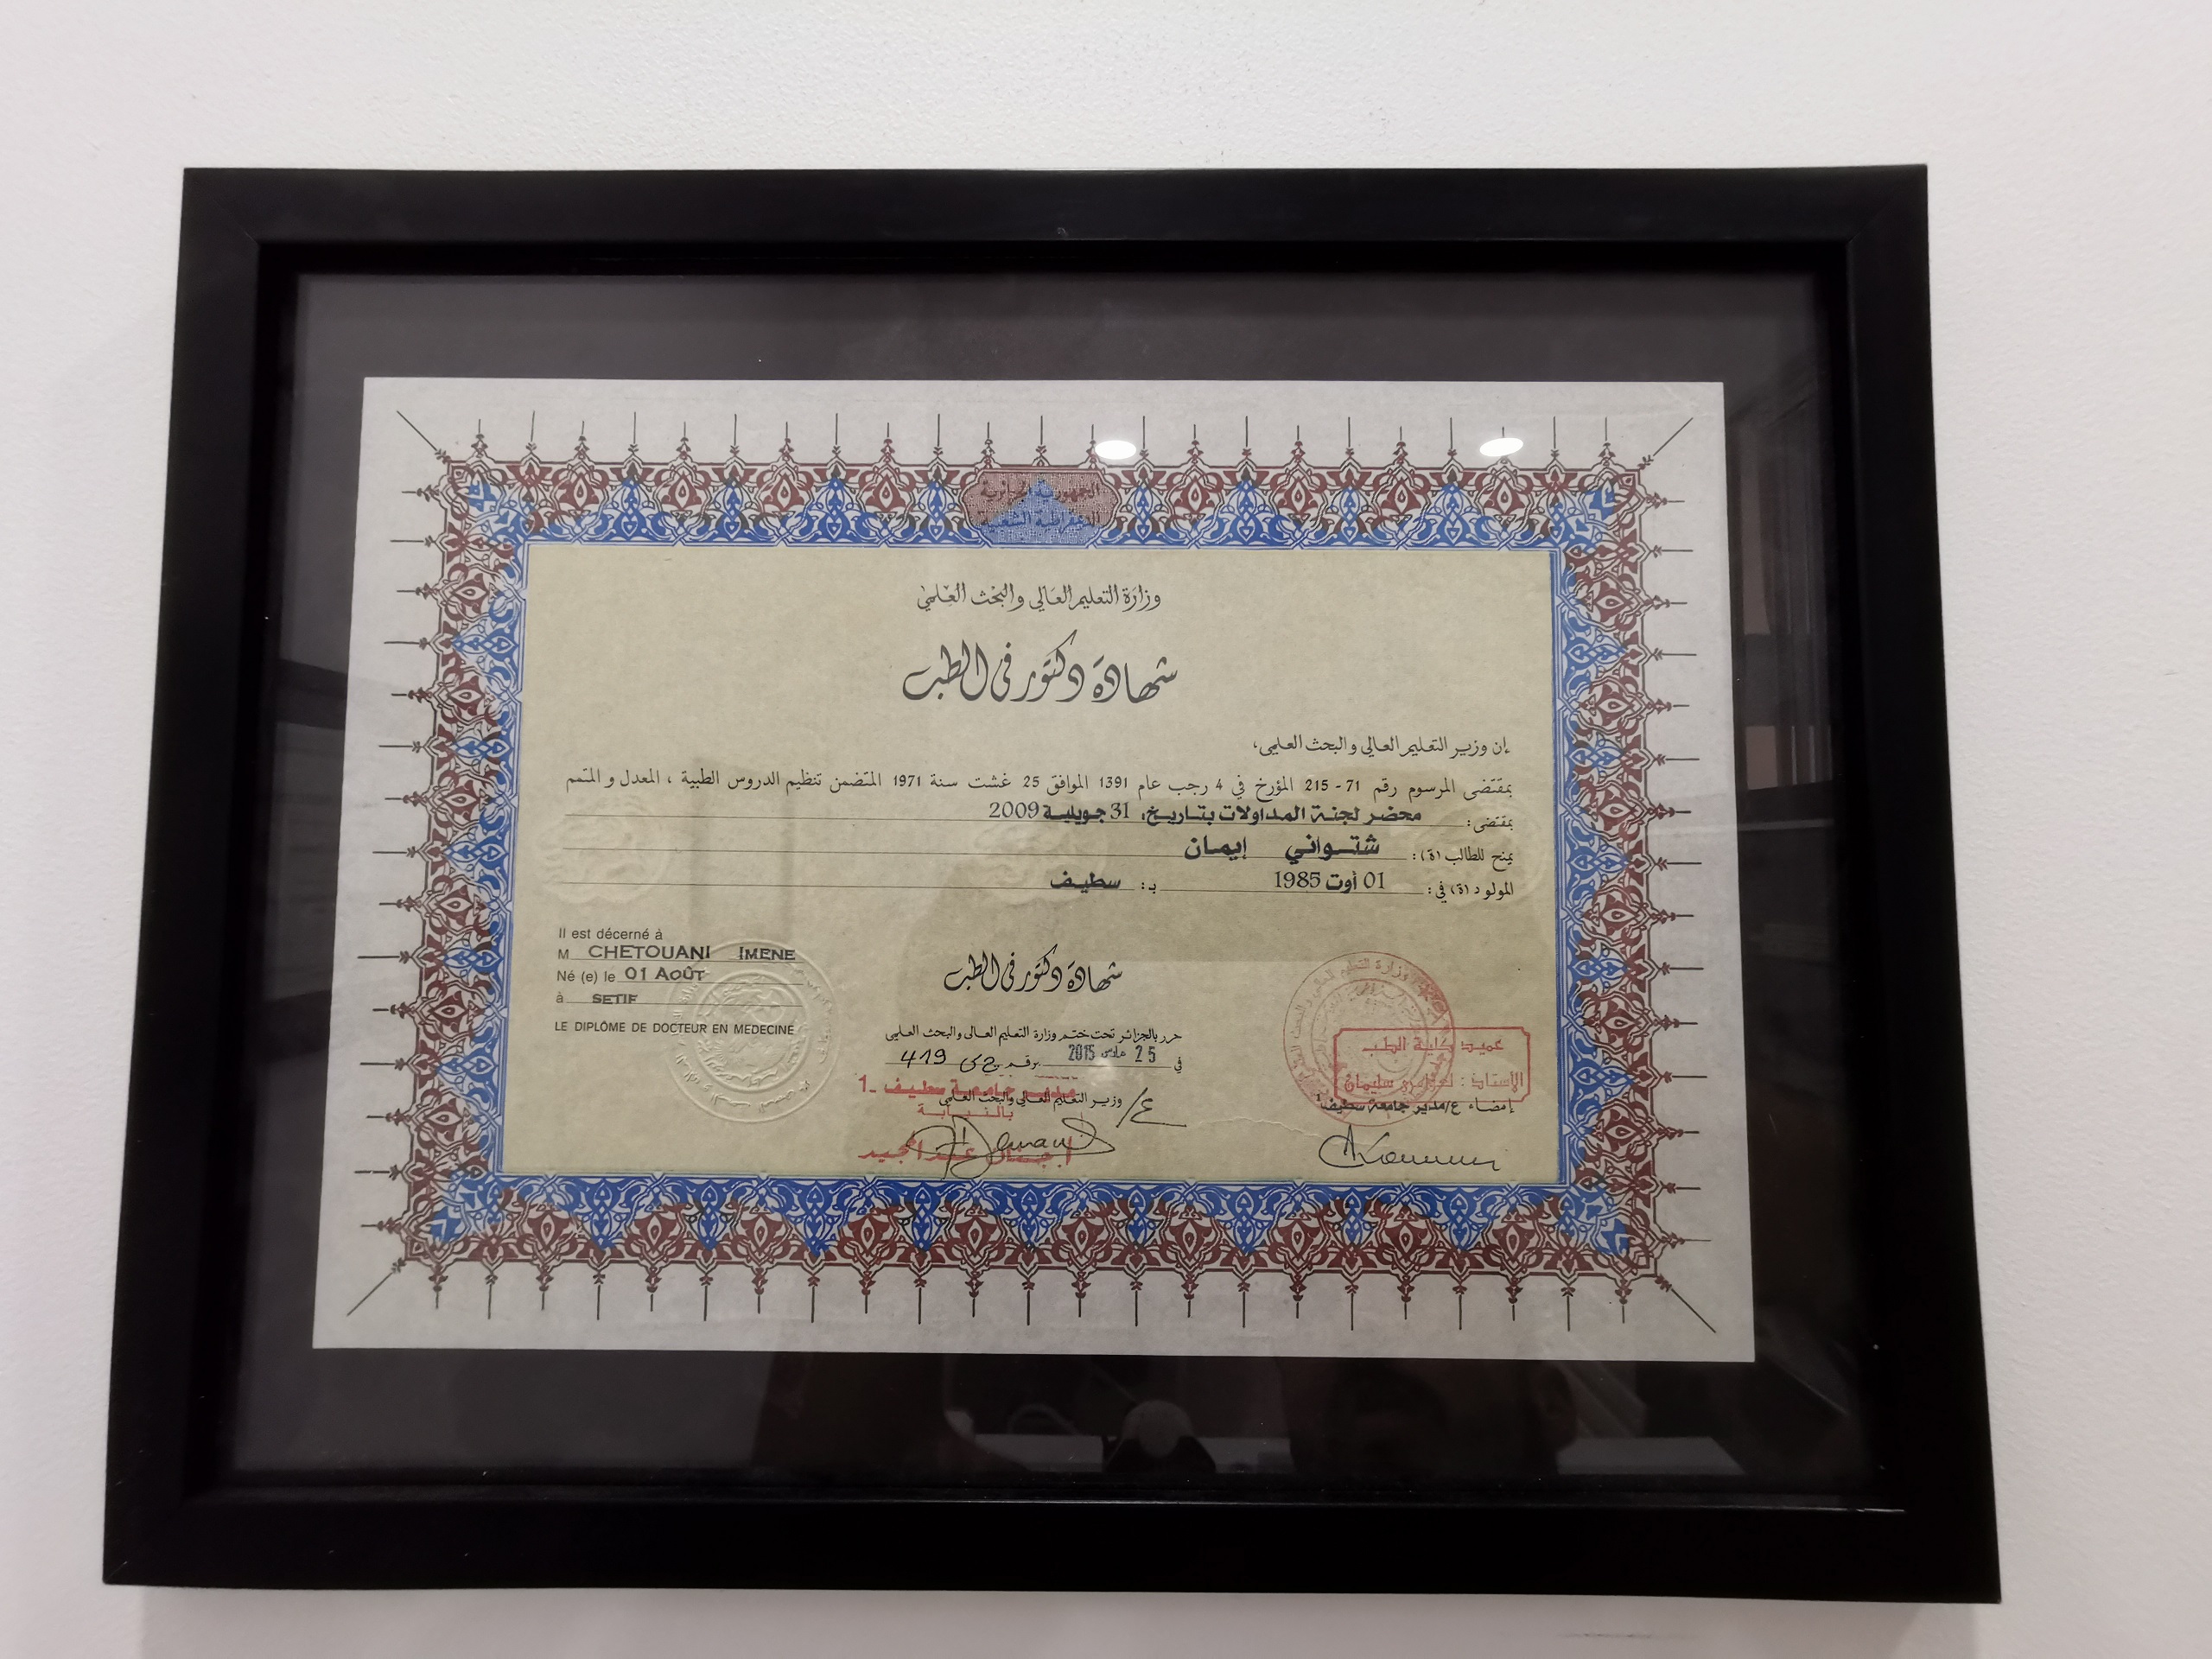 الجمهورية الجزائرية
الديمقراطية الشعبية
وزارة التعليم العالي والبحث العلمي
شهادة دكتور في الطب
إن وزير التعليم العالي والبحث العلمي،
بمقتضى المرسوم رقم 71 - 215 المؤرخ في 4 رجب عام 1391 الموافق 25 غشت سنة 1971 المتضمن تنظيم الدروس الطبية ، المعدل والمتمم
بمقتضى: محضر لجنة المداولات بتاريخ: 31 جويلية 2009
يمنح للطالب (ة): شتواني إيمان
المولود (ة) في: 01 أوت 1985 بـ: سطيف
Il est décerné à
M CHETOUANI IMENE
Né (e) le 01 AOÛT
à SETIF
LE DIPLÔME DE DOCTEUR EN MEDECINE
شهادة دكتور في الطب
حرر بالجزائر تحت ختم وزارة التعليم العالي والبحث العلمي
في 25 مارس 2015 رقم 419
مدير جامعة سطيف -1
ع/ وزير التعليم العالي والبحث العلمي
بالنيابة
عميد كلية الطب
إمضاء ع/مدير جامعة سطيف